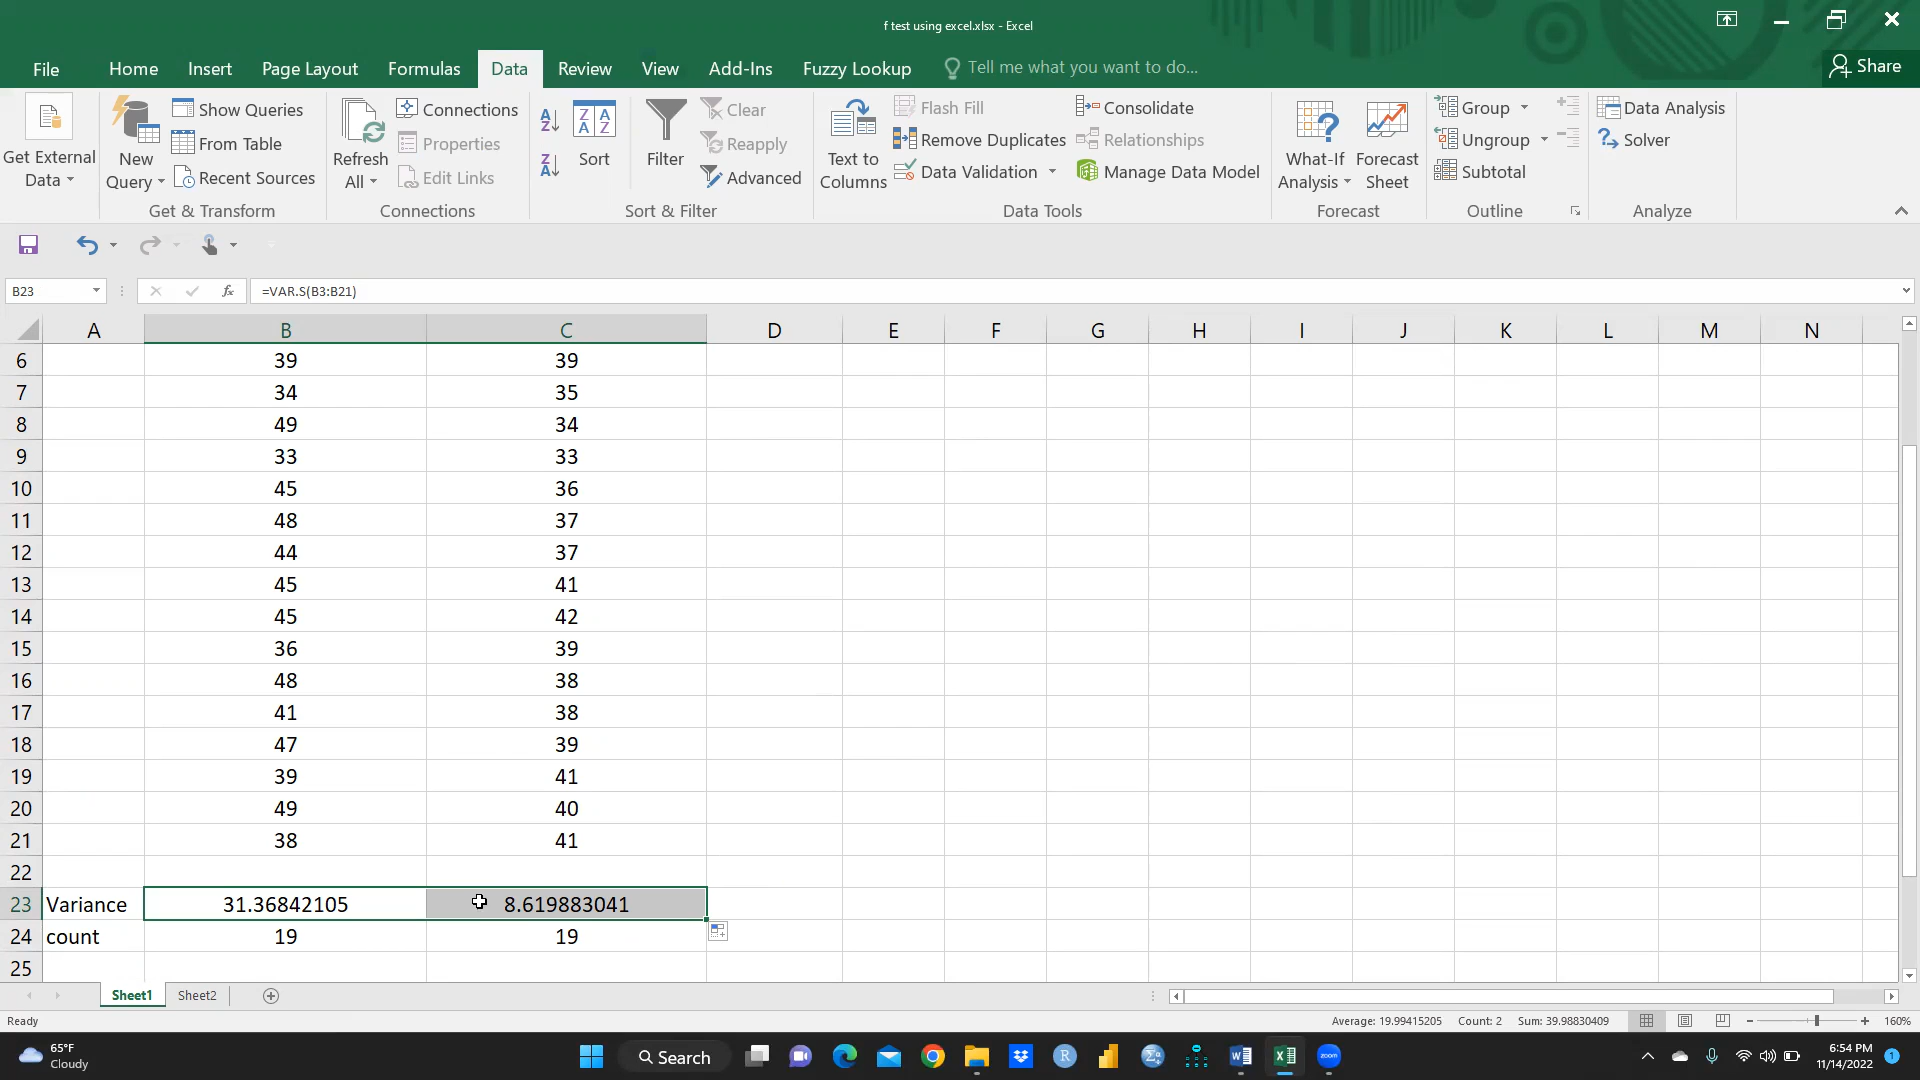 f test using excel.xlsx - Excel
File Home Insert Page Layout Formulas Data Review View Add-Ins Fuzzy Lookup Tell me what you want to do... Share
Get External Data
New Query
Show Queries
From Table
Recent Sources
Get & Transform
Refresh All
Connections
Properties
Edit Links
Connections
Sort
Filter
Clear
Reapply
Advanced
Sort & Filter
Text to Columns
Flash Fill
Remove Duplicates
Data Validation
Consolidate
Relationships
Manage Data Model
Data Tools
What-If Analysis
Forecast Sheet
Forecast
Group
Ungroup
Subtotal
Outline
Data Analysis
Solver
Analyze
B23 fx =VAR.S(B3:B21)
A B C D E F G H I J K L M N
6 39 39
7 34 35
8 49 34
9 33 33
10 45 36
11 48 37
12 44 37
13 45 41
14 45 42
15 36 39
16 48 38
17 41 38
18 47 39
19 39 41
20 49 40
21 38 41
22
23 Variance 31.36842105 8.619883041
24 count 19 19
25
Sheet1 Sheet2
Ready Average: 19.99415205 Count: 2 Sum: 39.98830409 160%
65°F
Cloudy
Search
zoom
6:54 PM
11/14/2022
1